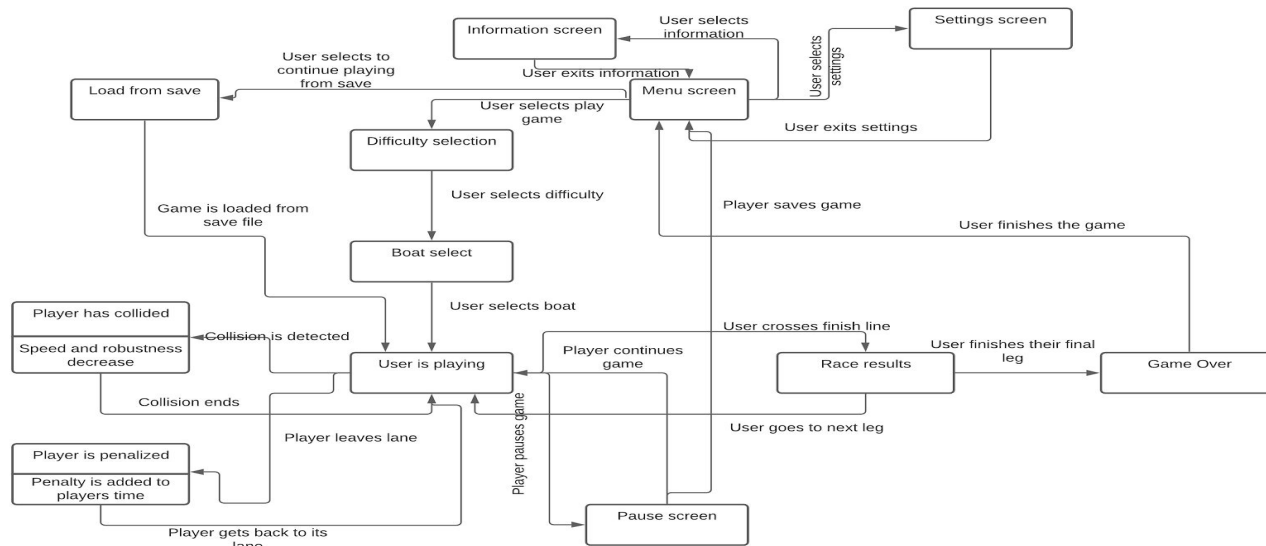 Information screen
User selects
information
Settings screen
User selects to
continue playing
from save
User exits information
User selects
settings
Load from save
Menu screen
User selects play
game
User exits settings
Difficulty selection
User selects difficulty
Game is loaded from
save file
Player saves game
User finishes the game
Boat select
User selects boat
Player has collided
Collision is detected
Speed and robustness
decrease
User crosses finish line
Player continues
game
User is playing
Race results
User finishes their final
leg
Game Over
Collision ends
User goes to next leg
Player leaves lane
Player pauses game
Player is penalized
Penalty is added to
players time
Pause screen
Player gets back to its
lane